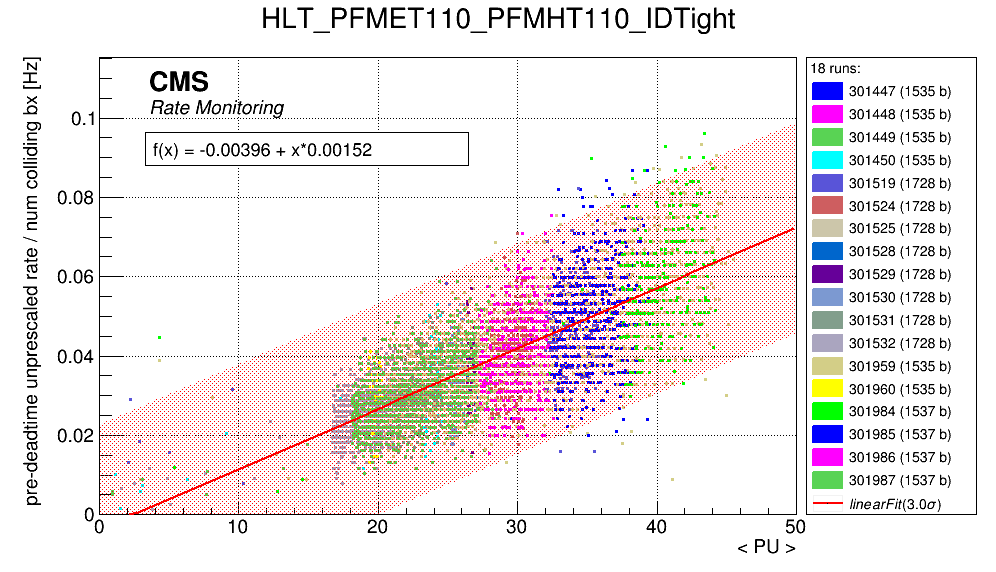 HLT_PFMET110_PFMHT110_IDTight
pre-deadtime unprescaled rate / num colliding bx [Hz]
CMS
Rate Monitoring
f(x) = -0.00396 + x*0.00152
0.1
0.08
0.06
0.04
0.02
0
0 10 20 30 40 50
< PU >
18 runs:
301447 (1535 b)
301448 (1535 b)
301449 (1535 b)
301450 (1535 b)
301519 (1728 b)
301524 (1728 b)
301525 (1728 b)
301528 (1728 b)
301529 (1728 b)
301530 (1728 b)
301531 (1728 b)
301532 (1728 b)
301959 (1535 b)
301960 (1535 b)
301984 (1537 b)
301985 (1537 b)
301986 (1537 b)
301987 (1537 b)
linearFit(3.0σ)